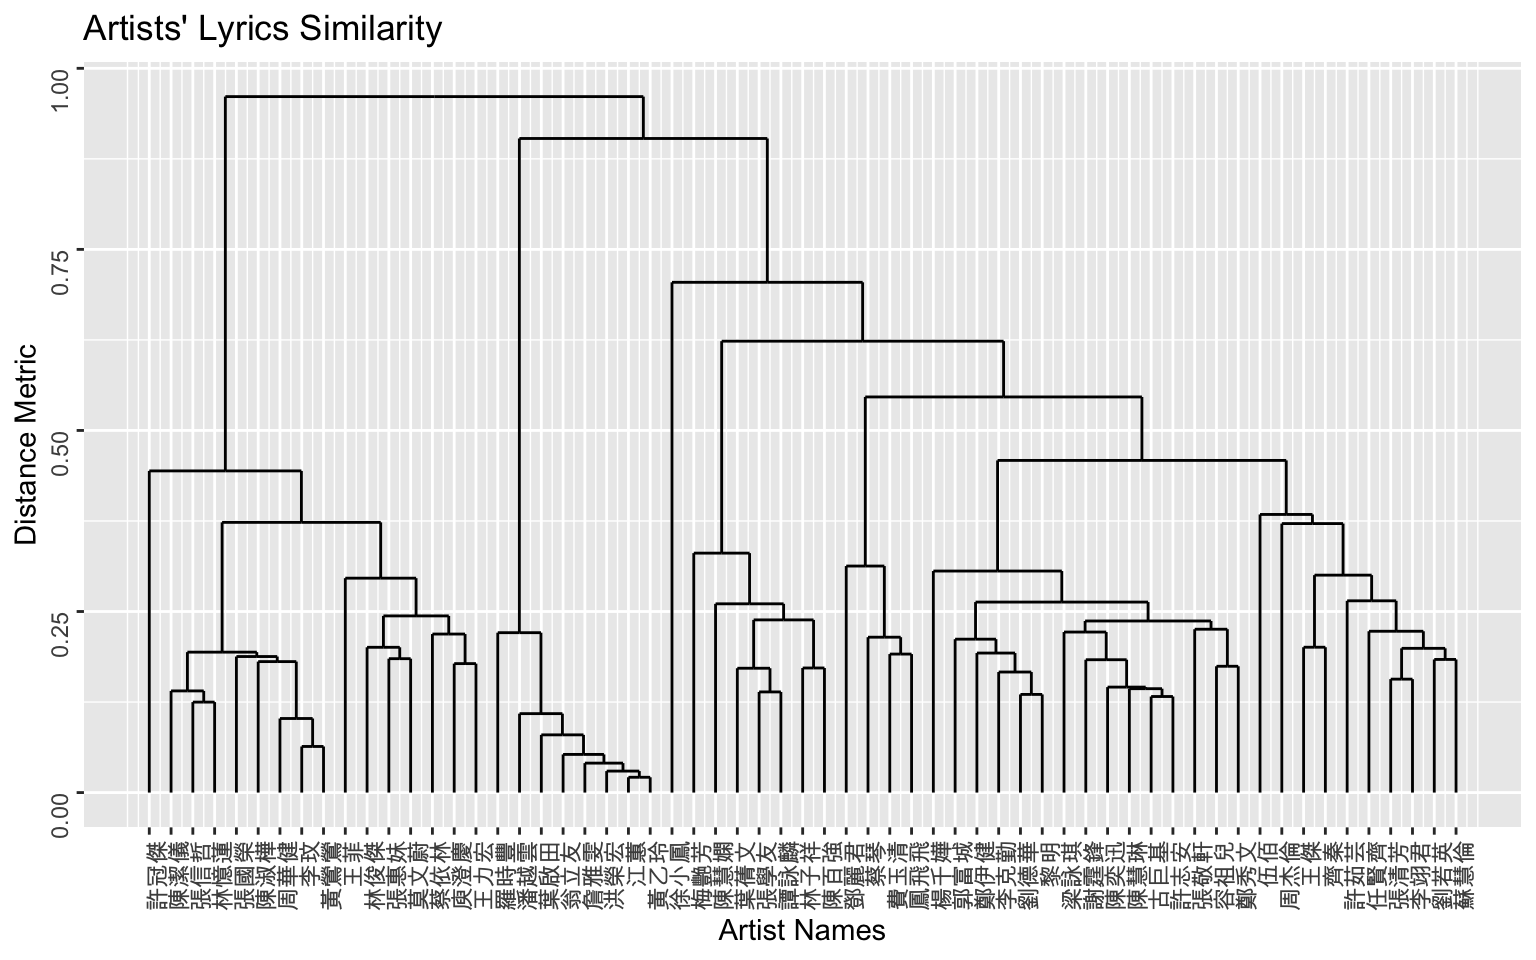 Artists' Lyrics Similarity
Distance Metric
1.00
0.75
0.50
0.25
0.00
許冠傑
陳潔儀
張信哲
林憶蓮
張國榮
陳淑樺
周華健
李玟
黃鶯鶯
王菲
林俊傑
張惠妹
莫文蔚
蔡依林
庾澄慶
王力宏
羅時豐
潘越雲
葉啟田
翁立友
詹雅雯
洪榮宏
江蕙
黃乙玲
徐小鳳
梅艷芳
陳慧嫻
葉蒨文
張學友
譚詠麟
林子祥
陳百強
鄧麗君
蔡琴
費玉清
鳳飛飛
楊千嬅
郭富城
鄭伊健
李克勤
劉德華
黎明
梁詠琪
謝霆鋒
陳奕迅
陳慧琳
古巨基
許志安
張敬軒
容祖兒
鄭秀文
伍佰
周杰倫
王傑
齊秦
許茹芸
任賢齊
張清芳
李翊君
劉若英
蘇慧倫
Artist Names